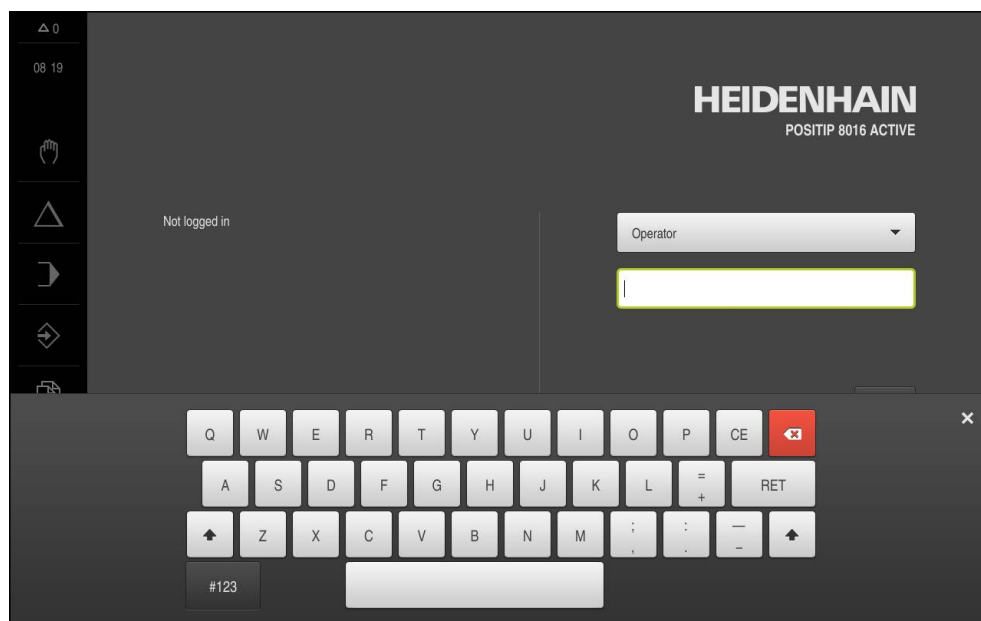 0
08 19
HEIDENHAIN
POSITIP 8016 ACTIVE
Not logged in
Operator
Q W E R T Y U I O P CE
A S D F G H J K L = + RET
Z X C V B N M ; , : . — –
#123